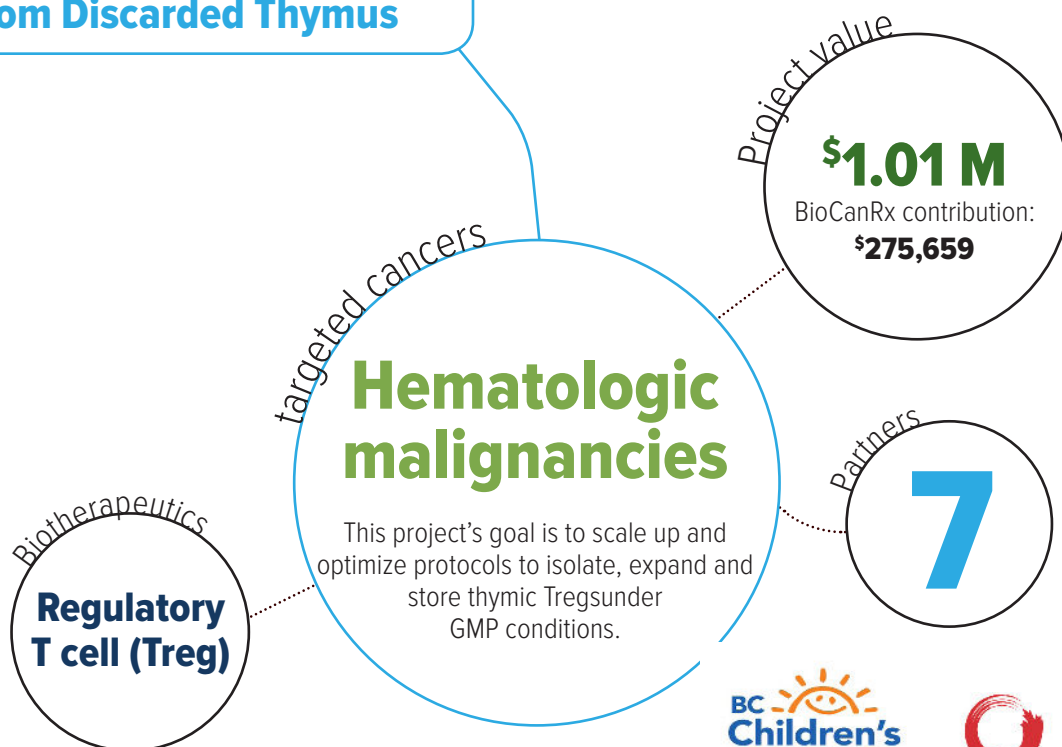 om Discarded Thymus
Project value
$1.01 M
BioCanRx contribution:
$275,659
targeted cancers
Hematologic
malignancies
This project's goal is to scale up and
optimize protocols to isolate, expand and
store thymic Tregsunder
GMP conditions.
Partners
7
Biotherapeutics
Regulatory
T cell (Treg)
BC
Children's